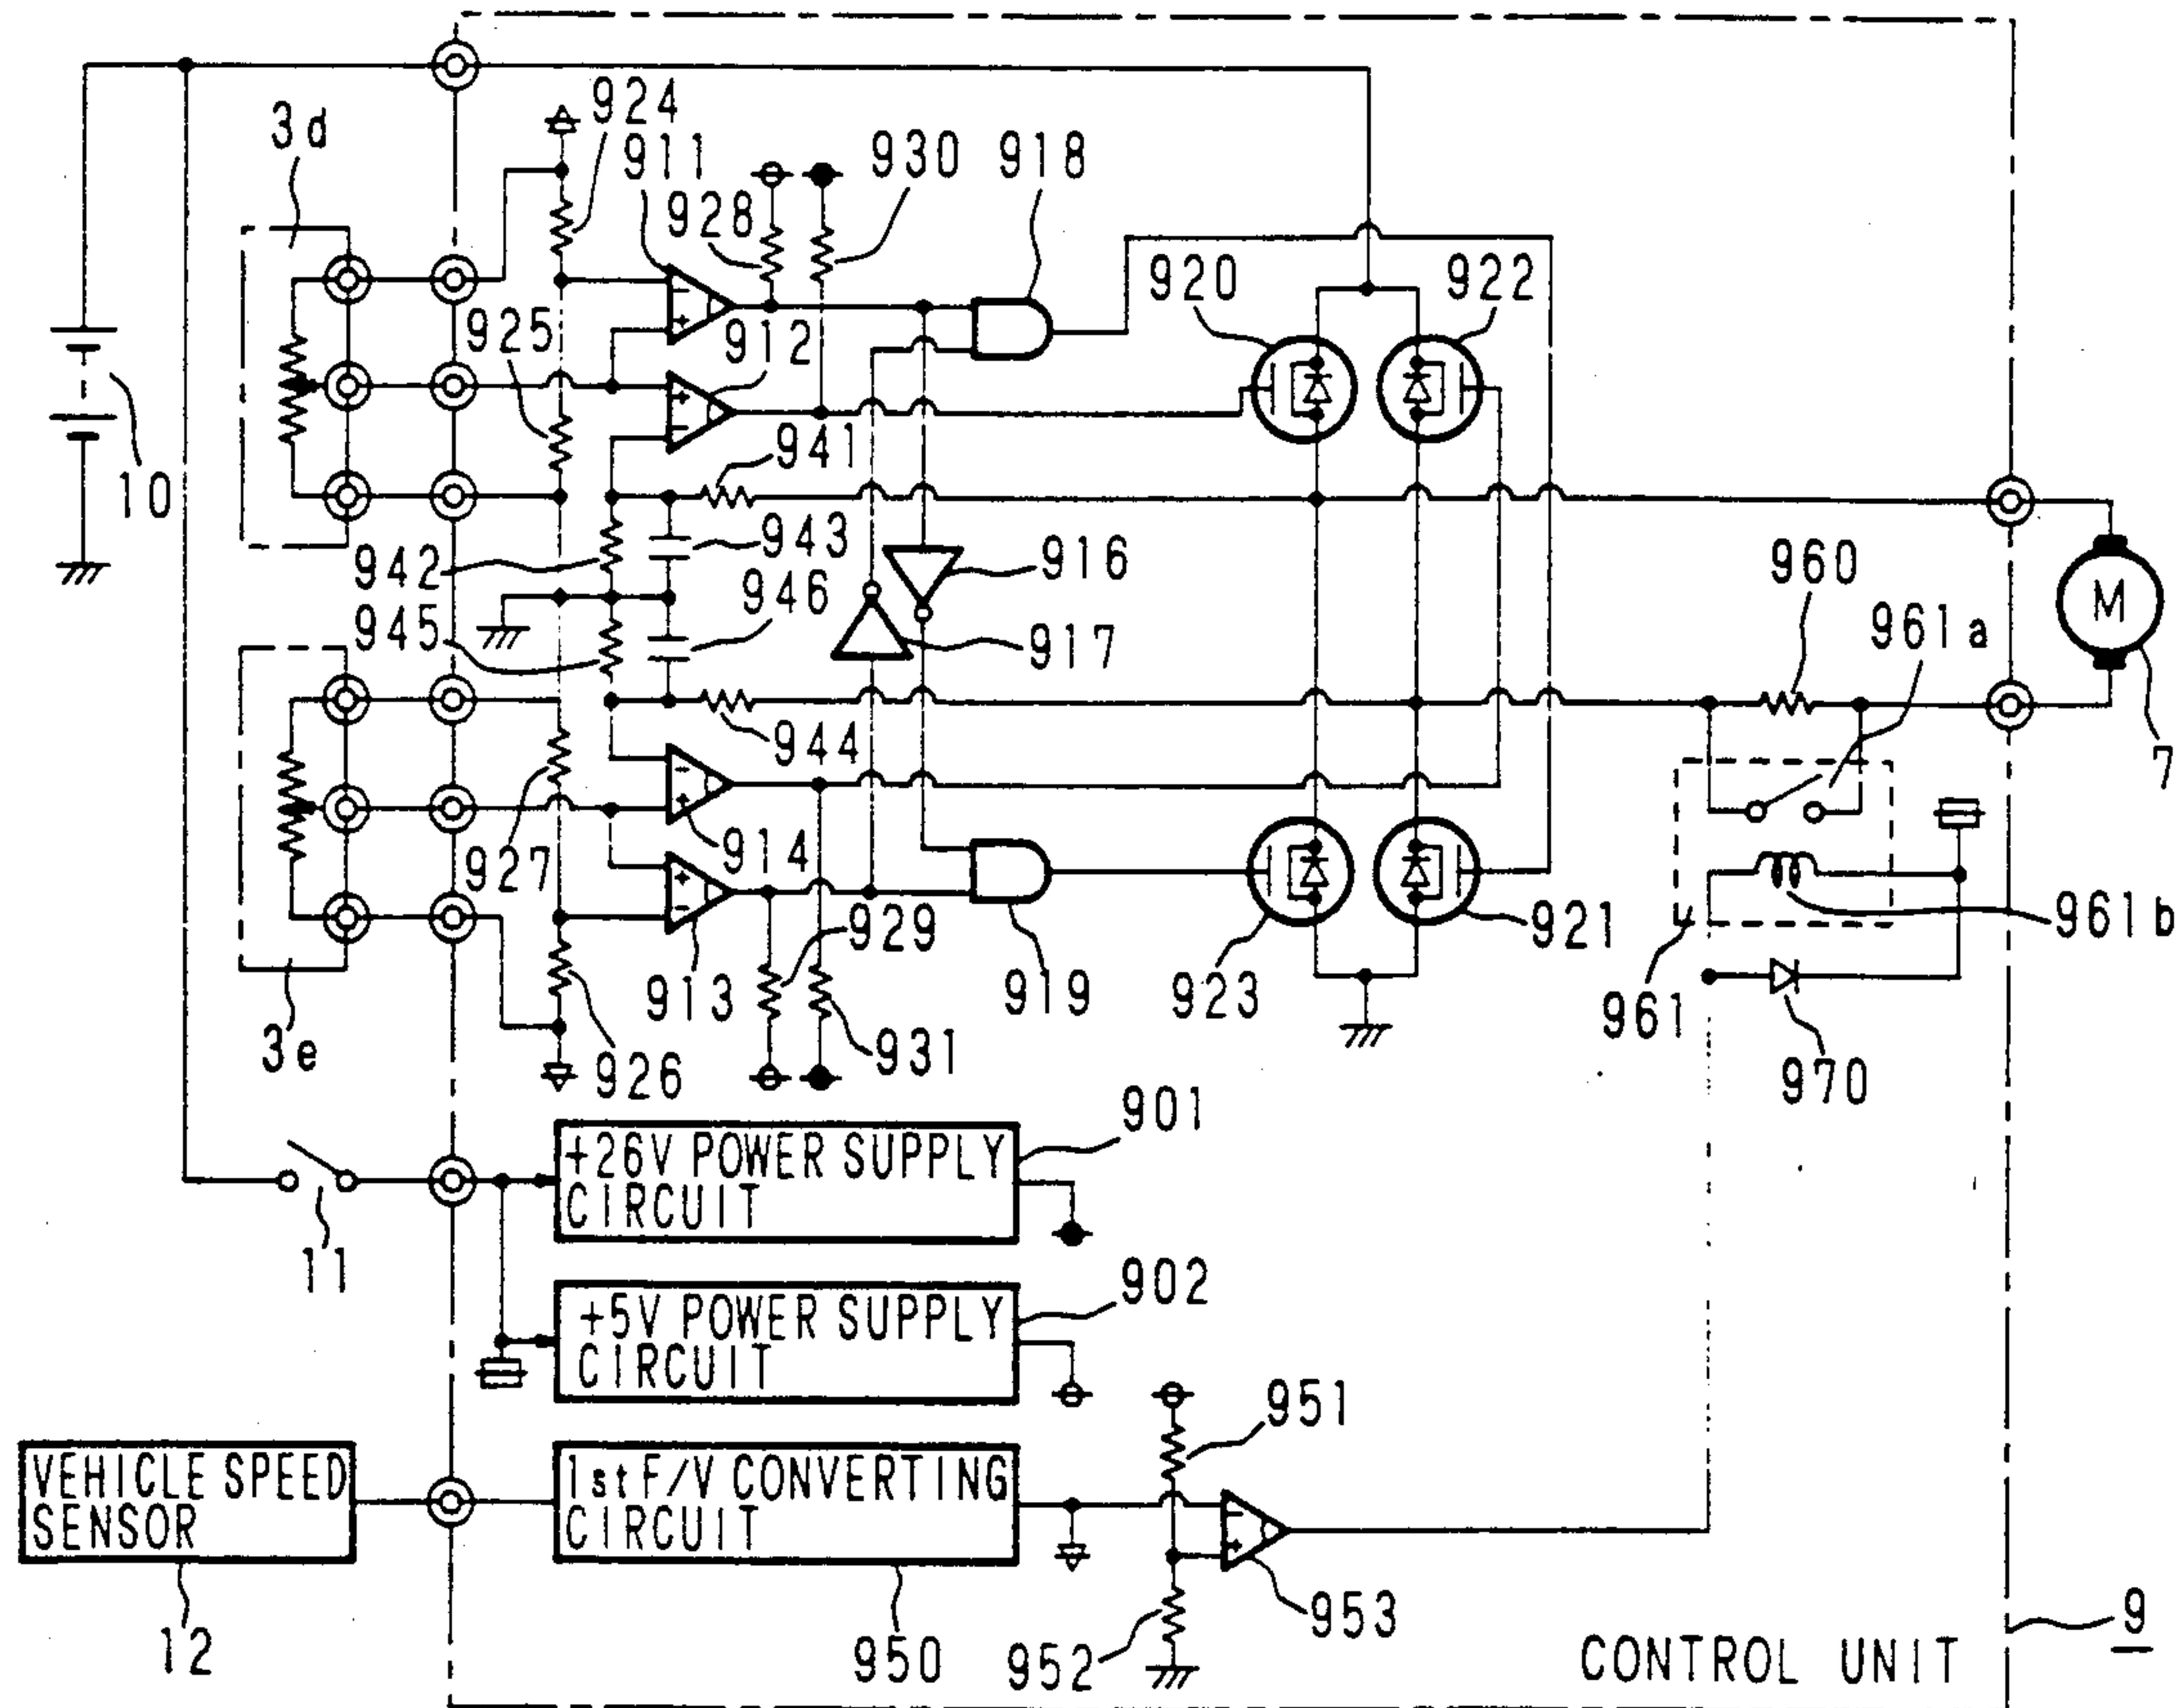 924
3d
911
930
918
928
920
922
925
912
10
941
942
943
916
960
946
961a
M
945
917
944
7
927
914
929
961b
913
919
923
921
961
3e
926
931
970
901
+26V POWER SUPPLY
CIRCUIT
11
902
+5V POWER SUPPLY
CIRCUIT
951
VEHICLE SPEED
SENSOR
1st F/V CONVERTING
CIRCUIT
953
9
12
950
952
CONTROL UNIT